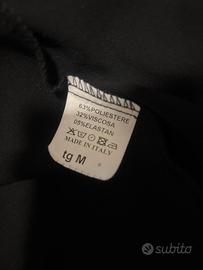 63%POLIESTERE
32%VISCOSA
05%ELASTAN
MADE IN ITALY
tg M
subito